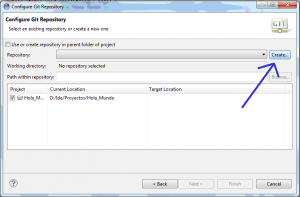 Configure Git Repository
Configure Git Repository
Select an existing repository or create a new one
GIT
Use or create repository in parent folder of project
Repository:
Create...
Working directory: No repository selected
Path within repository:
Browse...
Project Current Location Target Location
Hola_M... D:/Ide/Proyectos/Hola_Mundo
< Back Next > Finish Cancel